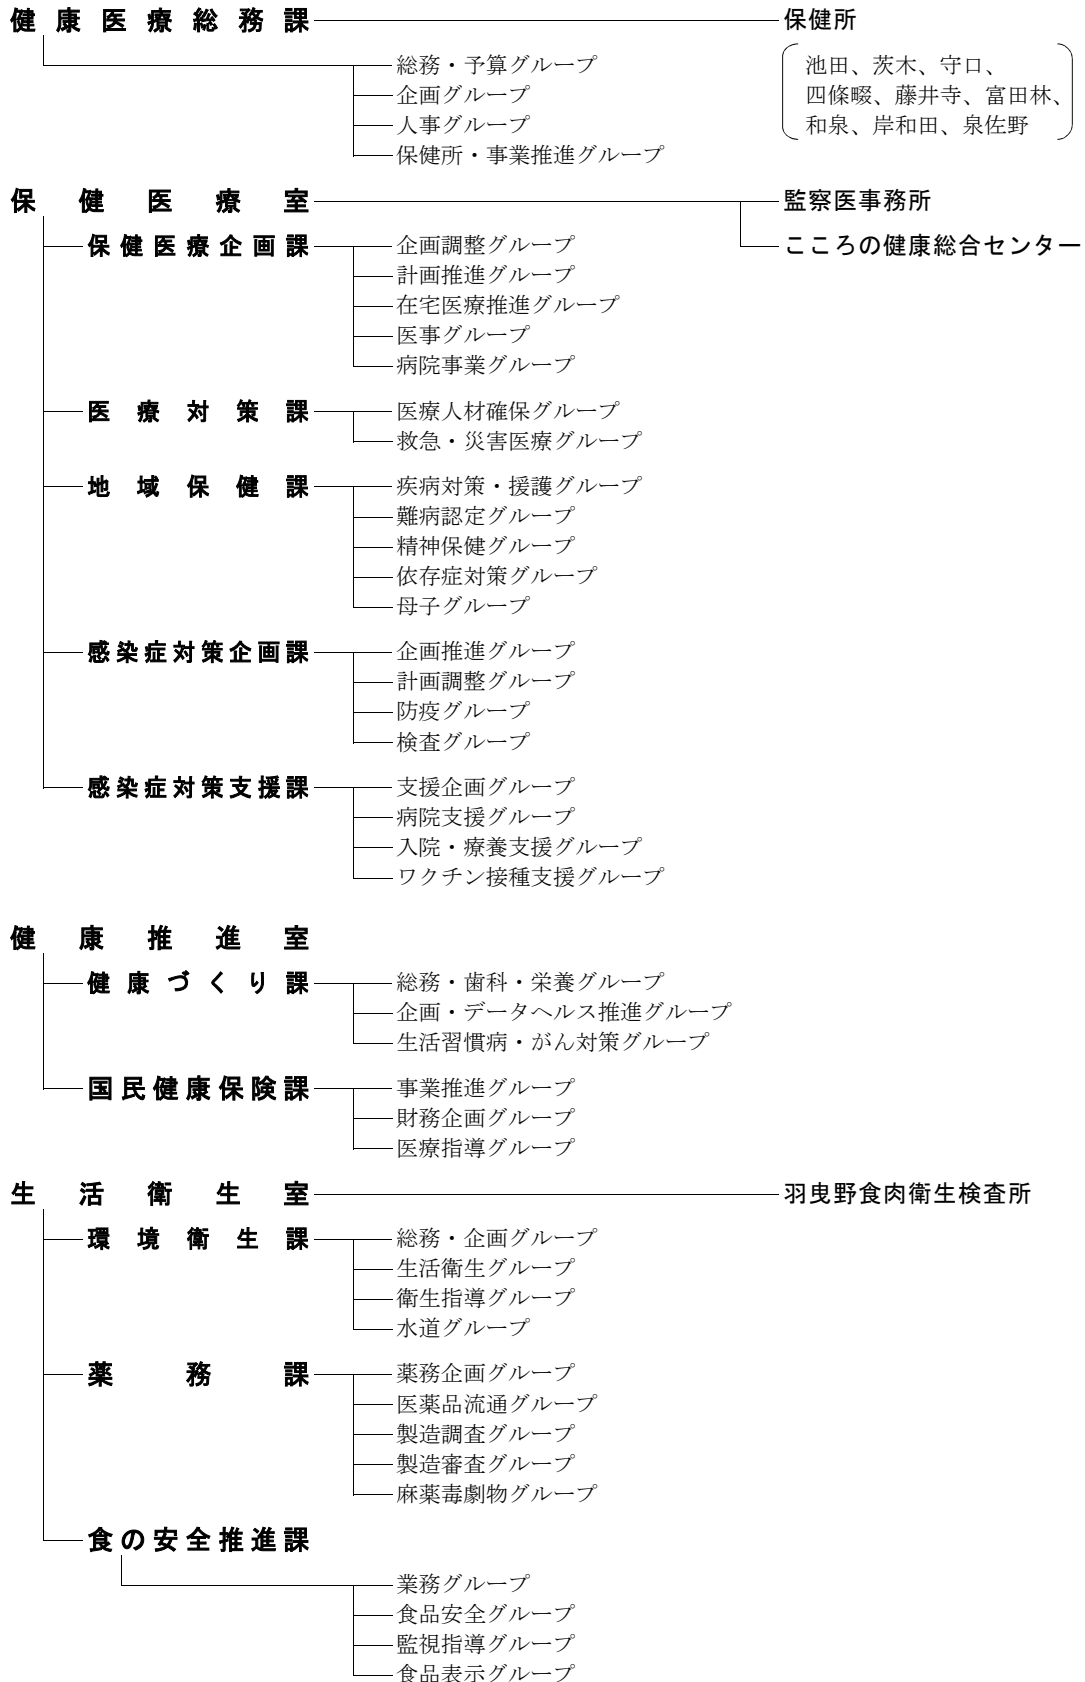 健康医療総務課 保健所
総務・予算グループ 池田、茨木、守口、
企画グループ 四條畷、藤井寺、富田林、
人事グループ 和泉、岸和田、泉佐野
保健所・事業推進グループ
保健医療室 監察医事務所
保健医療企画課 企画調整グループ こころの健康総合センター
計画推進グループ
在宅医療推進グループ
医事グループ
病院事業グループ
医療対策課 医療人材確保グループ
救急・災害医療グループ
地域保健課 疾病対策・援護グループ
難病認定グループ
精神保健グループ
依存症対策グループ
母子グループ
感染症対策企画課 企画推進グループ
計画調整グループ
防疫グループ
検査グループ
感染症対策支援課 支援企画グループ
病院支援グループ
入院・療養支援グループ
ワクチン接種支援グループ
健康推進室
健康づくり課 総務・歯科・栄養グループ
企画・データヘルス推進グループ
生活習慣病・がん対策グループ
国民健康保険課 事業推進グループ
財務企画グループ
医療指導グループ
生活衛生室 羽曳野食肉衛生検査所
環境衛生課 総務・企画グループ
生活衛生グループ
衛生指導グループ
水道グループ
薬務課 薬務企画グループ
医薬品流通グループ
製造調査グループ
製造審査グループ
麻薬毒劇物グループ
食の安全推進課
業務グループ
食品安全グループ
監視指導グループ
食品表示グループ